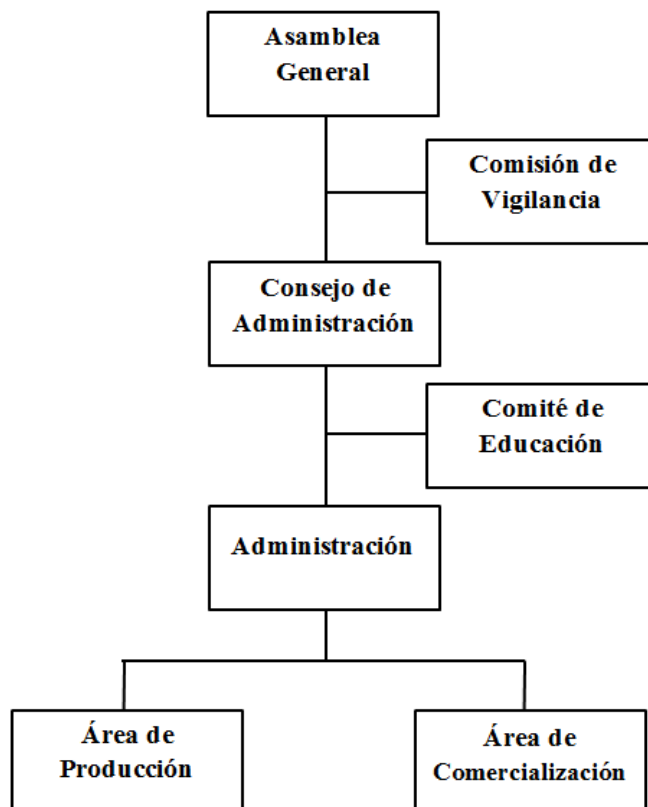 Asamblea
General
Comisión de
Vigilancia
Consejo de
Administración
Comité de
Educación
Administración
Área de
Producción
Área de
Comercialización